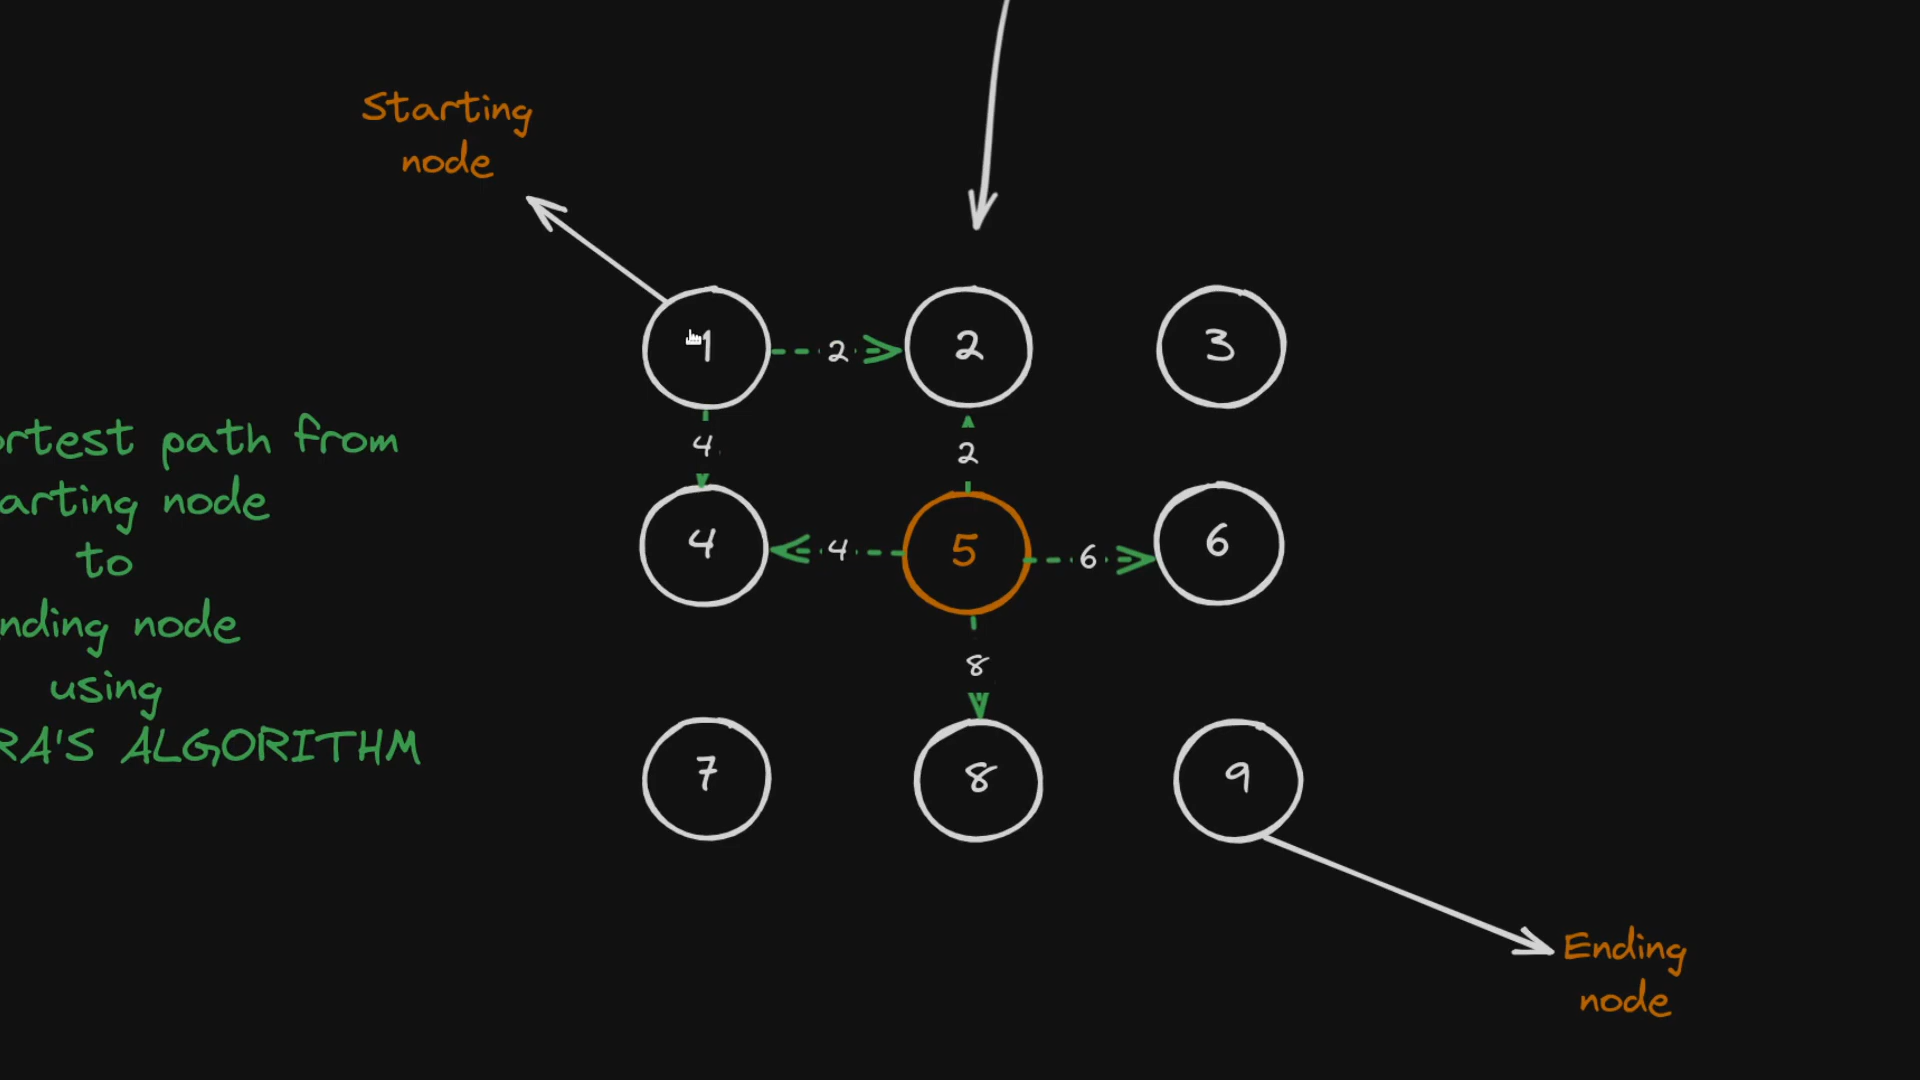 Starting
node
1
2
2
3
4
2
rtest path from
arting node
to
nding node
using
RA'S ALGORITHM
4
4
5
6
6
8
7
8
9
Ending
node